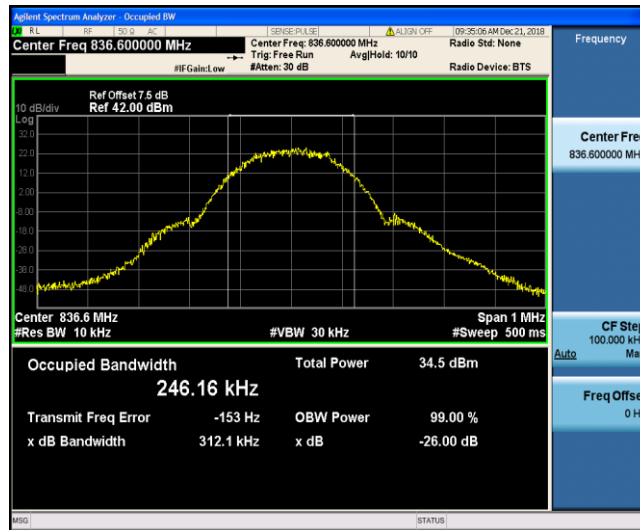 Agilent Spectrum Analyzer - Occupied BW
RL RF 50 Ω AC SENSE:PULSE ALIGN OFF 09:35:06 AM Dec 21, 2018
Center Freq 836.600000 MHz Center Freq: 836.600000 MHz Radio Std: None
Trig: Free Run Avg|Hold: 10/10
#IFGain:Low #Atten: 30 dB Radio Device: BTS
Ref Offset 7.5 dB
10 dB/div Ref 42.00 dBm
Log
32.0
22.0
12.0
2.00
-8.00
-18.0
-28.0
-38.0
-48.0
Center 836.6 MHz Span 1 MHz
#Res BW 10 kHz #VBW 30 kHz #Sweep 500 ms
Occupied Bandwidth Total Power 34.5 dBm
246.16 kHz
Transmit Freq Error -153 Hz OBW Power 99.00 %
x dB Bandwidth 312.1 kHz x dB -26.00 dB
MSG STATUS
Frequency
Center Fre
836.600000 MH
CF Step
100.000 kH
Auto Ma
Freq Offse
0 H